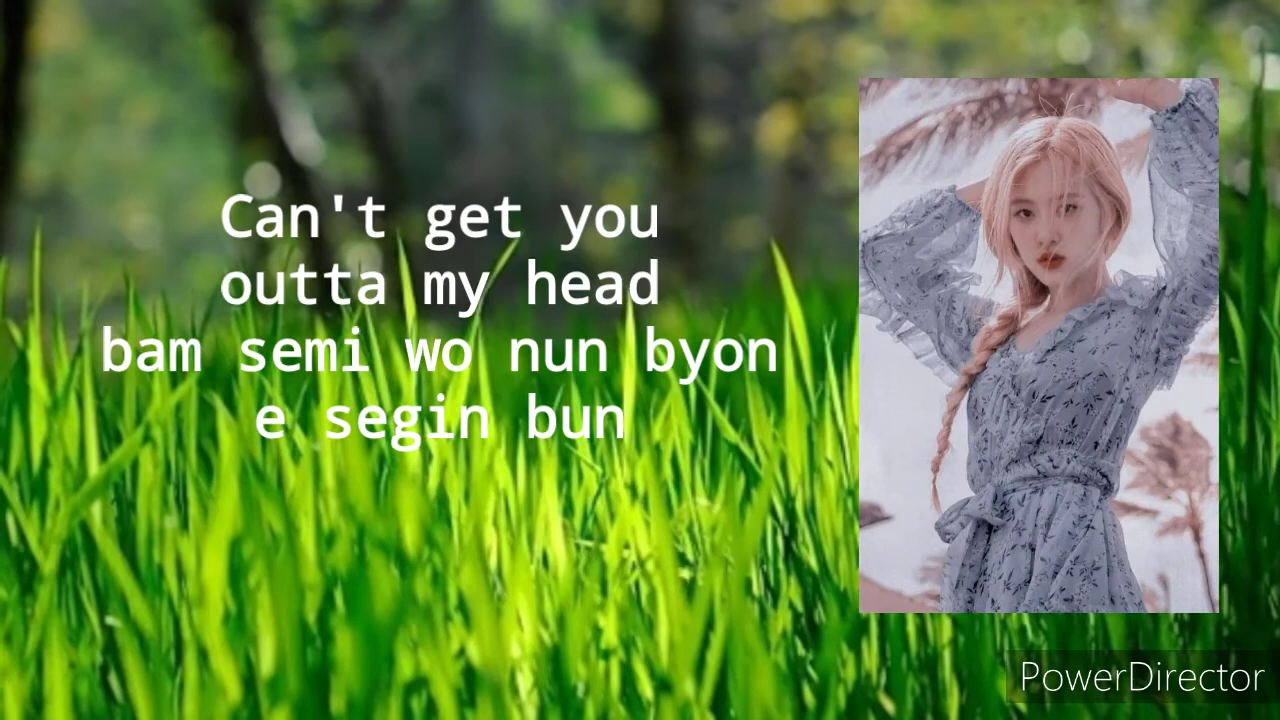 Can't get you
outta my head
bam semi wo nun byon
e segin bun
PowerDirector